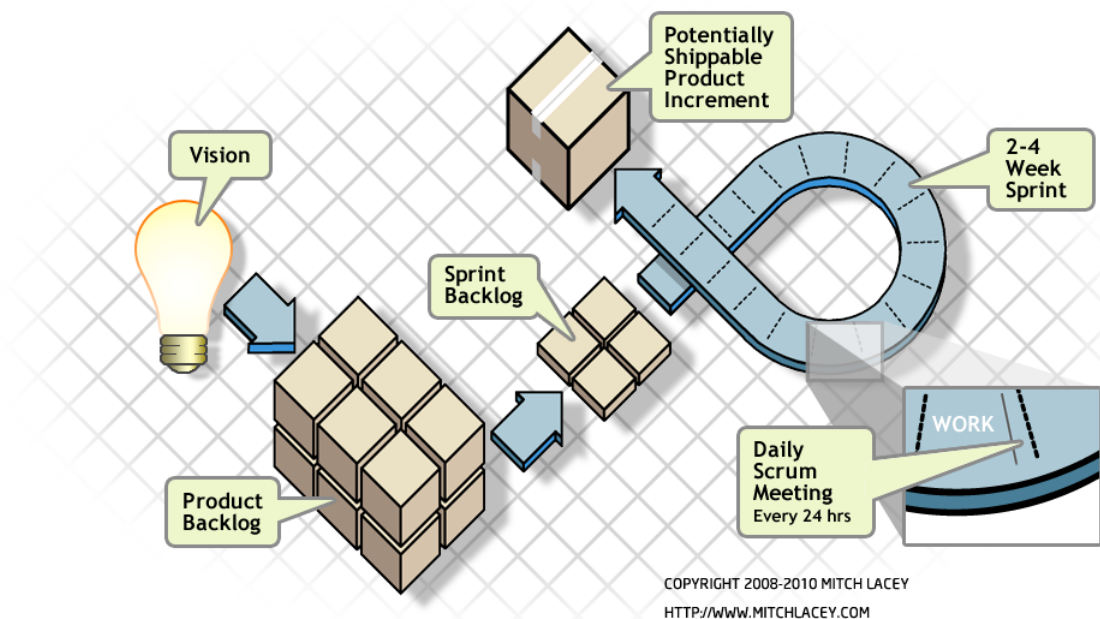 Vision
Potentially
Shippable
Product
Increment
2-4
Week
Sprint
Sprint
Backlog
Product
Backlog
WORK
Daily
Scrum
Meeting
Every 24 hrs
COPYRIGHT 2008-2010 MITCH LACEY
HTTP://WWW.MITCHLACEY.COM